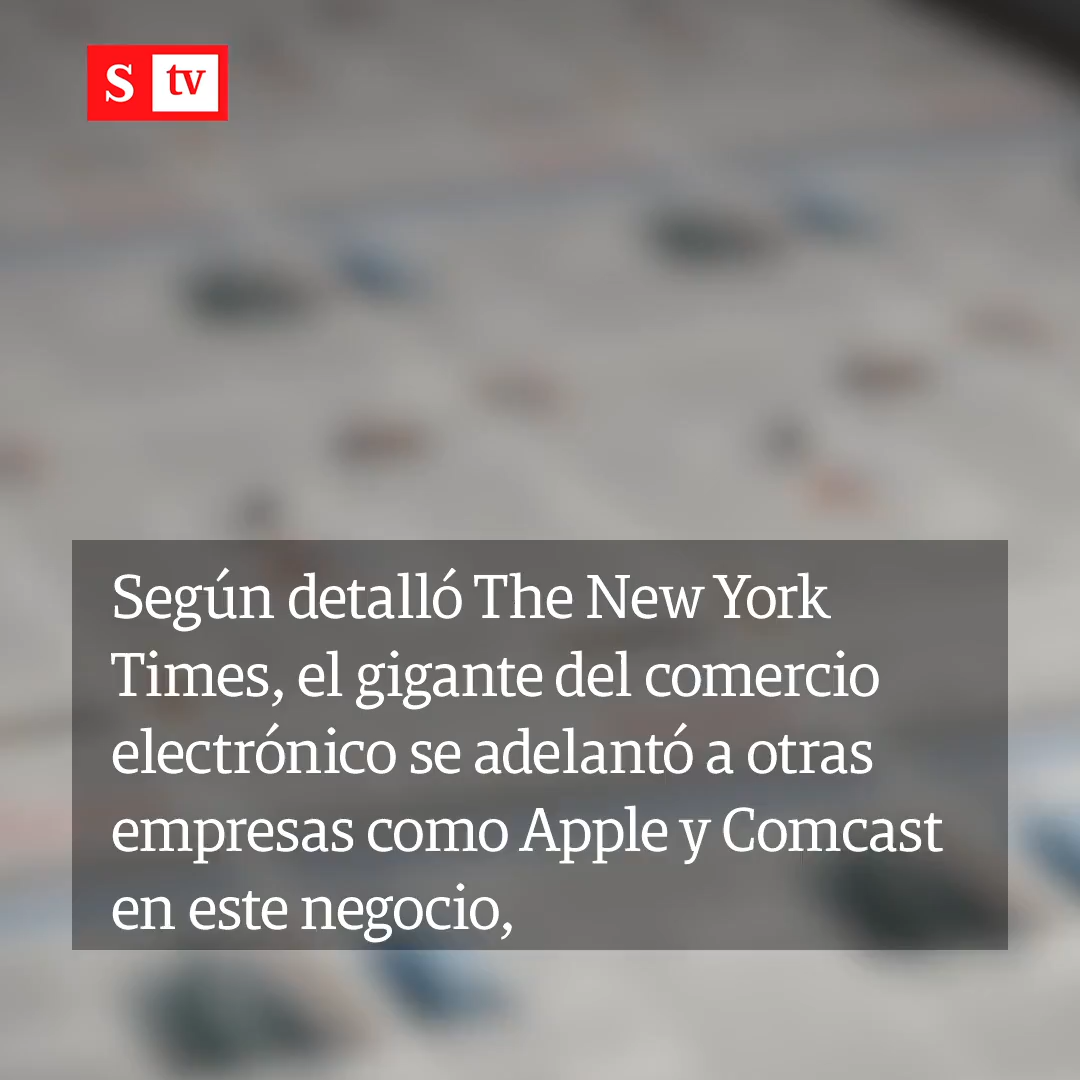 S tv
Según detalló The New York
Times, el gigante del comercio
electrónico se adelantó a otras
empresas como Apple y Comcast
en este negocio,